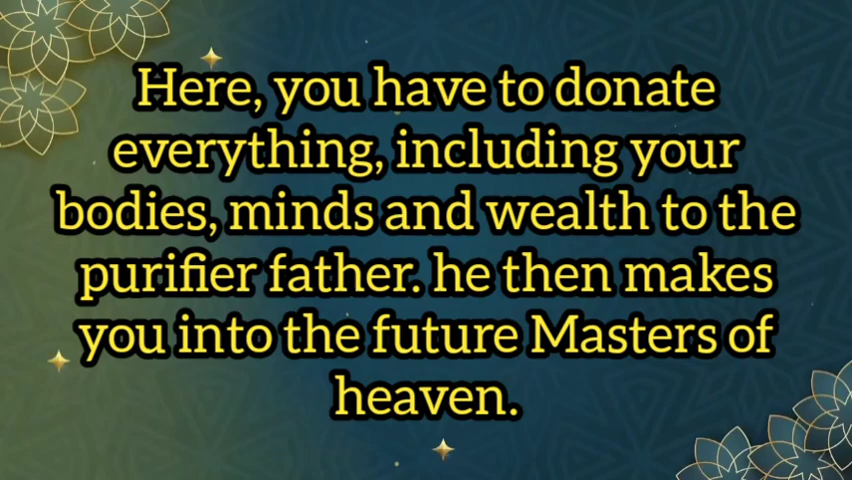 Here, you have to donate
everything, including your
bodies, minds and wealth to the
purifier father. he then makes
you into the future Masters of
heaven.